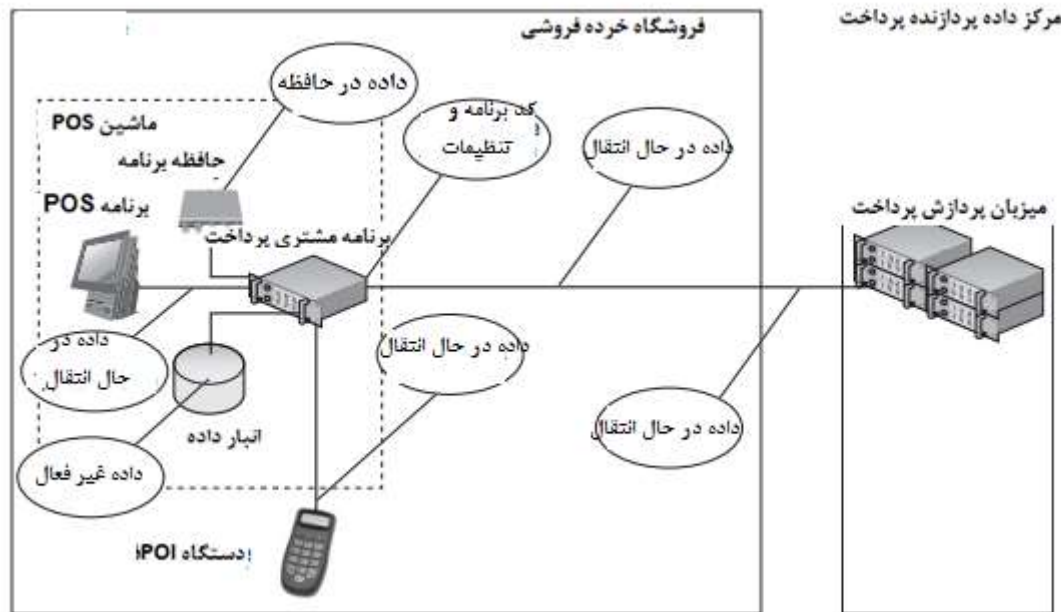 مرکز داده پردازنده پرداخت
فروشگاه خرده فروشی
داده در حافظه
کد برنامه و
تنظیمات
داده در حال انتقال
ماشین POS
حافظه برنامه
برنامه POS
برنامه مشتری پرداخت
میزبان پردازش پرداخت
داده در
حال انتقال
داده در حال انتقال
داده در حال انتقال
انبار داده
داده غیر فعال
دستگاه POI